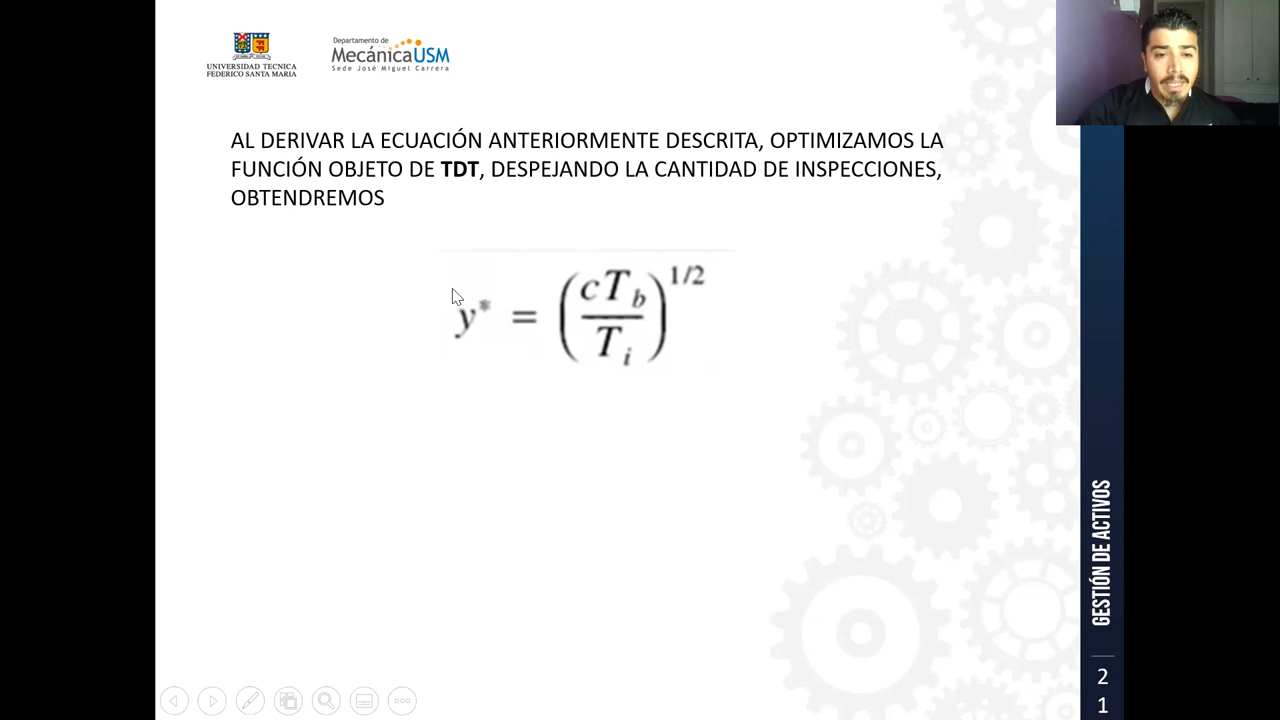 UNIVERSIDAD TECNICA
FEDERICO SANTA MARIA
Departamento de
MecánicaUSM
Sede José Miguel Carrera
AL DERIVAR LA ECUACIÓN ANTERIORMENTE DESCRITA, OPTIMIZAMOS LA
FUNCIÓN OBJETO DE TDT, DESPEJANDO LA CANTIDAD DE INSPECCIONES,
OBTENDREMOS
y* = (cT_b / T_i)^1/2
GESTIÓN DE ACTIVOS
2
1